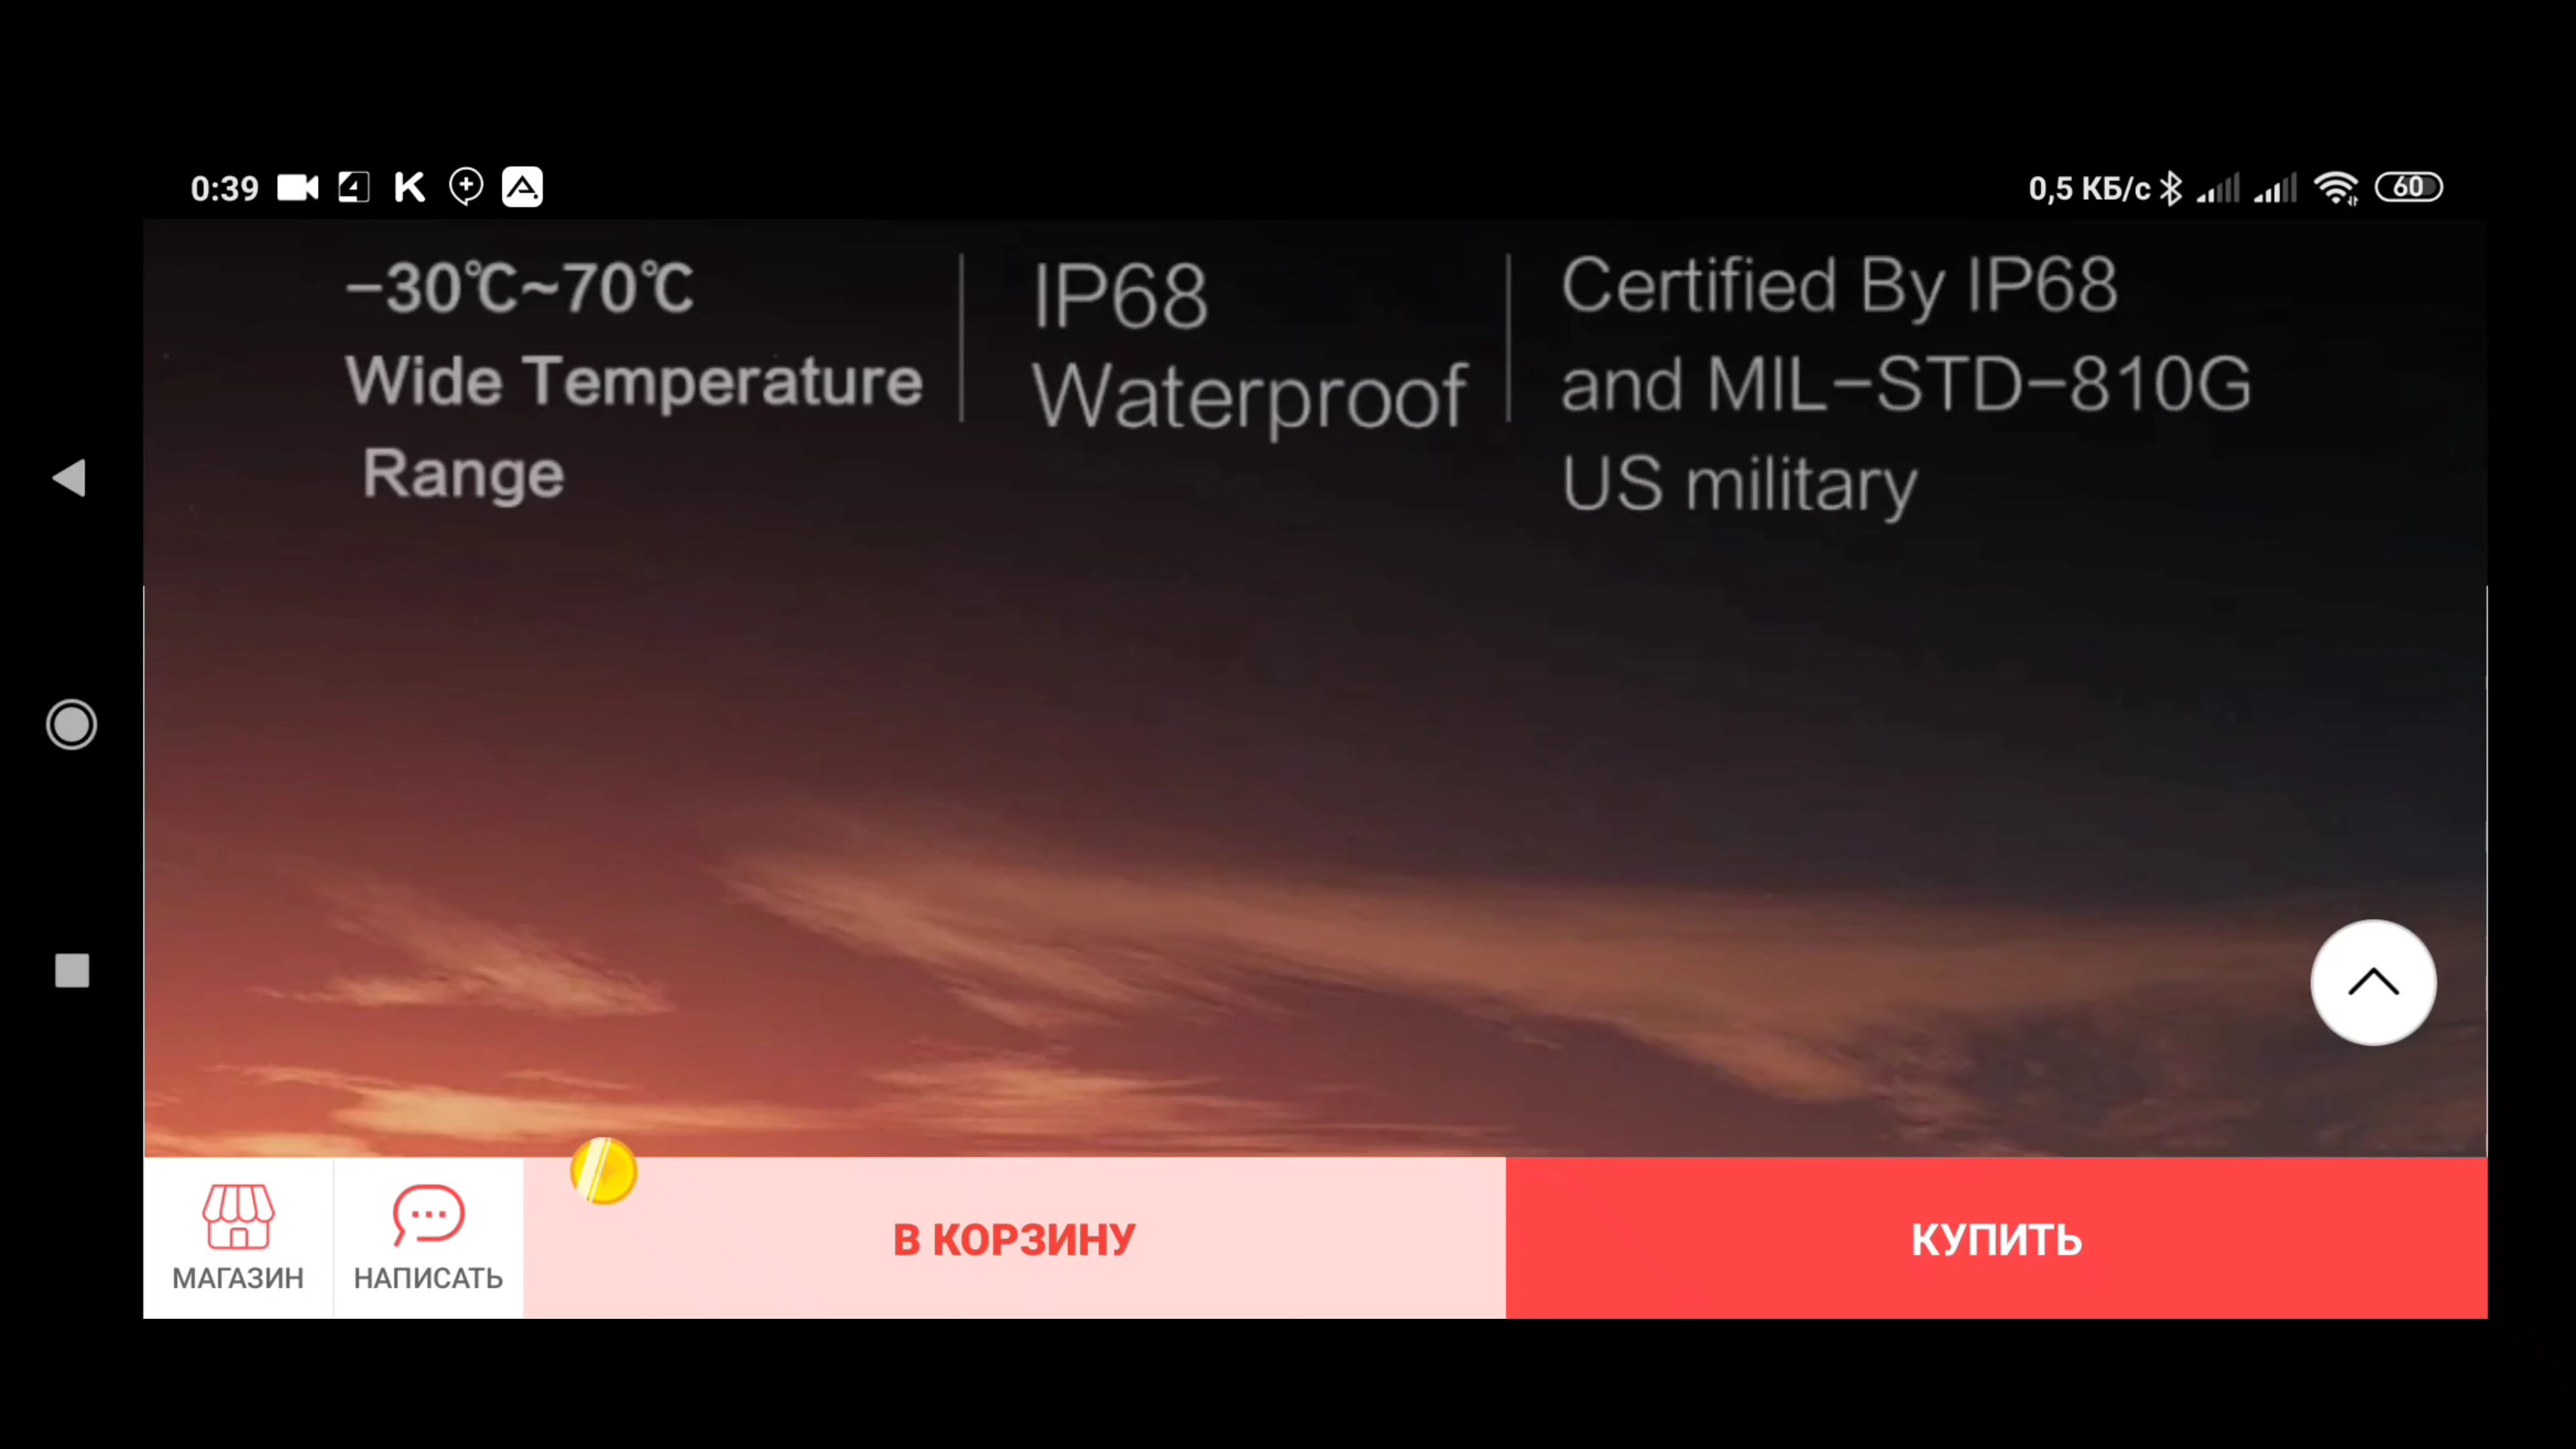 0:39
0,5 КБ/с
60
–30℃~70℃
Wide Temperature
Range
IP68
Waterproof
Certified By IP68
and MIL–STD–810G
US military
МАГАЗИН
НАПИСАТЬ
В КОРЗИНУ
КУПИТЬ